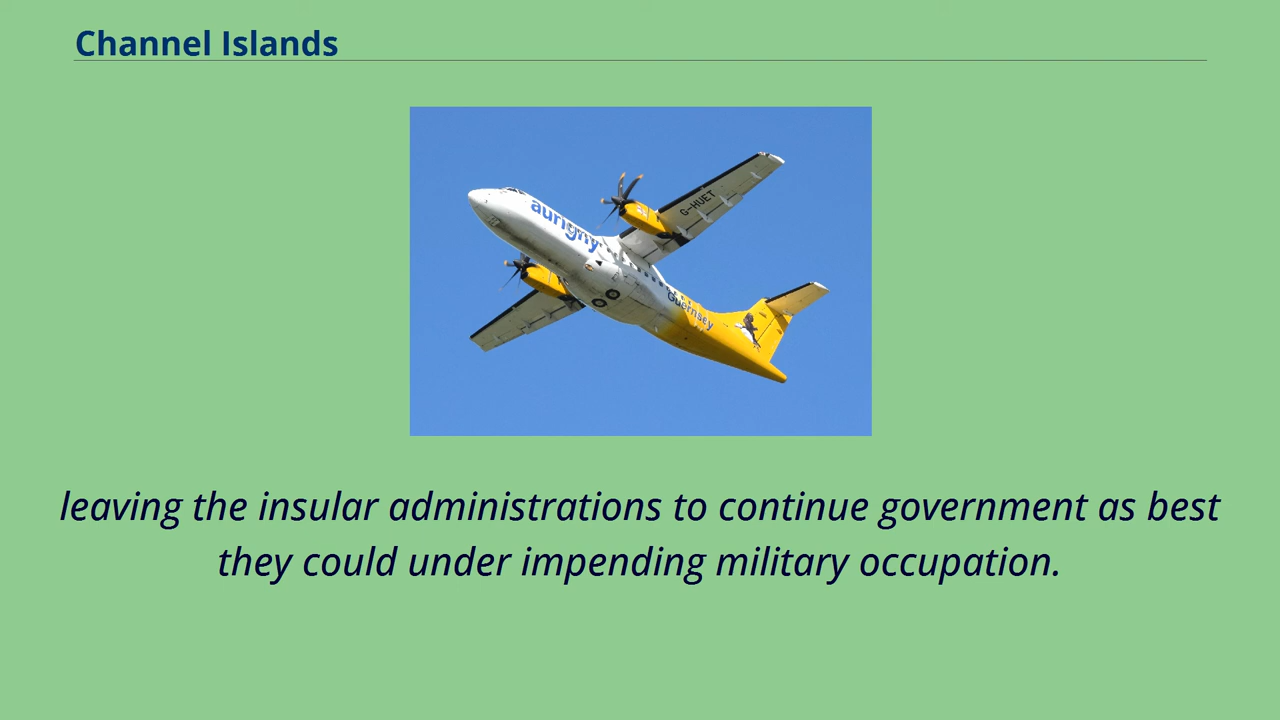 Channel Islands
aurigny
G-HUET
Guernsey
leaving the insular administrations to continue government as best
they could under impending military occupation.